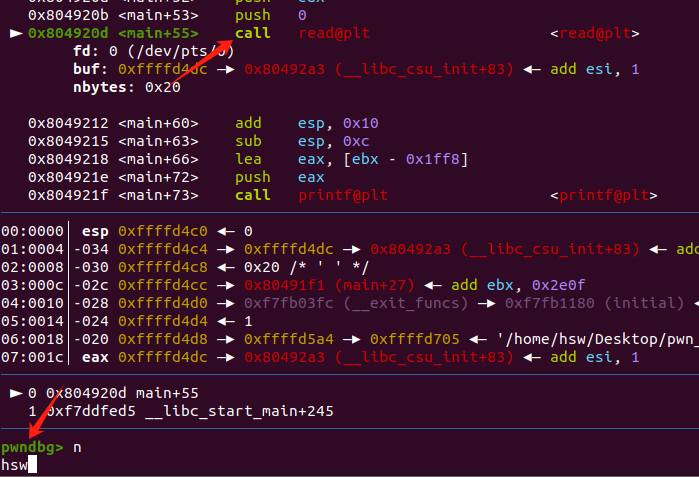 0x804920b <main+53> push 0
► 0x804920d <main+55> call read@plt <read@plt>
fd: 0 (/dev/pts/0)
buf: 0xffffd4dc —▸ 0x80492a3 (__libc_csu_init+83) ◂— add esi, 1
nbytes: 0x20
0x8049212 <main+60> add esp, 0x10
0x8049215 <main+63> sub esp, 0xc
0x8049218 <main+66> lea eax, [ebx - 0x1ff8]
0x804921e <main+72> push eax
0x804921f <main+73> call printf@plt <printf@plt>
00:0000│ esp 0xffffd4c0 ◂— 0
01:0004│-034 0xffffd4c4 —▸ 0xffffd4dc —▸ 0x80492a3 (__libc_csu_init+83) ◂— add
02:0008│-030 0xffffd4c8 ◂— 0x20 /* ' ' */
03:000c│-02c 0xffffd4cc —▸ 0x80491f1 (main+27) ◂— add ebx, 0x2e0f
04:0010│-028 0xffffd4d0 —▸ 0xf7fb03fc (__exit_funcs) —▸ 0xf7fb1180 (initial) ◂—
05:0014│-024 0xffffd4d4 ◂— 1
06:0018│-020 0xffffd4d8 —▸ 0xffffd5a4 —▸ 0xffffd705 ◂— '/home/hsw/Desktop/pwn_
07:001c│ eax 0xffffd4dc —▸ 0x80492a3 (__libc_csu_init+83) ◂— add esi, 1
► 0 0x804920d main+55
1 0xf7ddfed5 __libc_start_main+245
pwndbg> n
hsw